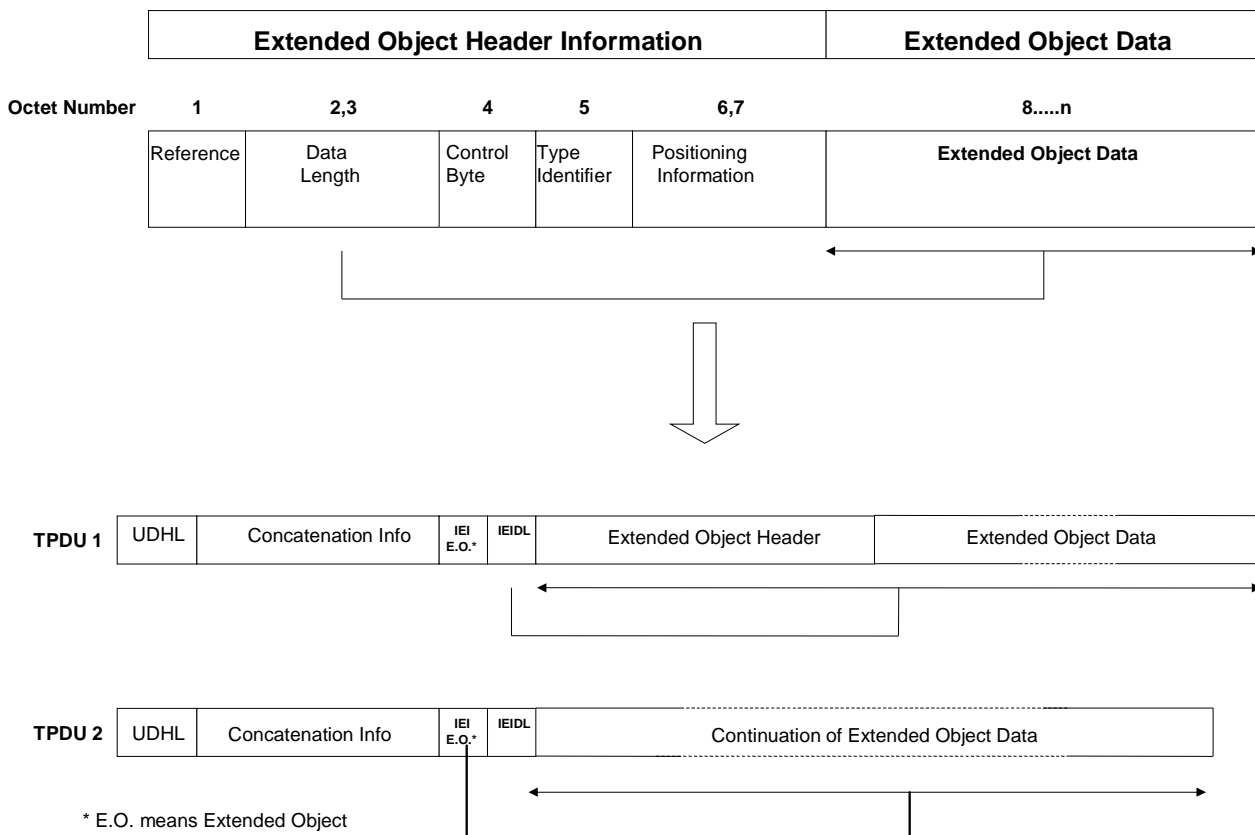 Extended Object Header Information Extended Object Data
Octet Number 1 2,3 4 5 6,7 8.....n
Reference Data Length Control Byte Type Identifier Positioning Information Extended Object Data
TPDU 1 UDHL Concatenation Info IEI E.O.* IEIDL Extended Object Header Extended Object Data
TPDU 2 UDHL Concatenation Info IEI E.O.* IEIDL Continuation of Extended Object Data
* E.O. means Extended Object